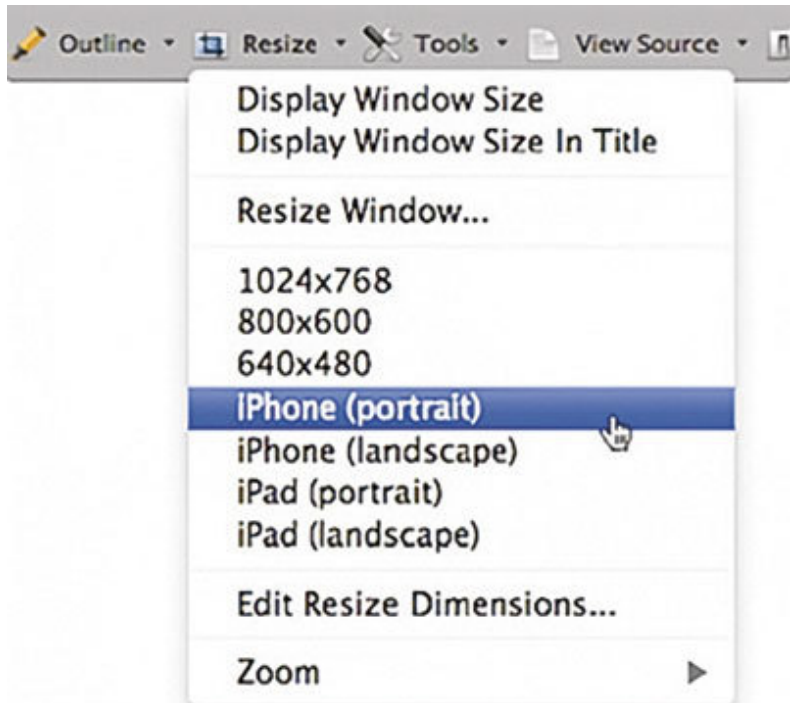 Outline Resize Tools View Source
Display Window Size
Display Window Size In Title
Resize Window...
1024x768
800x600
640x480
iPhone (portrait)
iPhone (landscape)
iPad (portrait)
iPad (landscape)
Edit Resize Dimensions...
Zoom